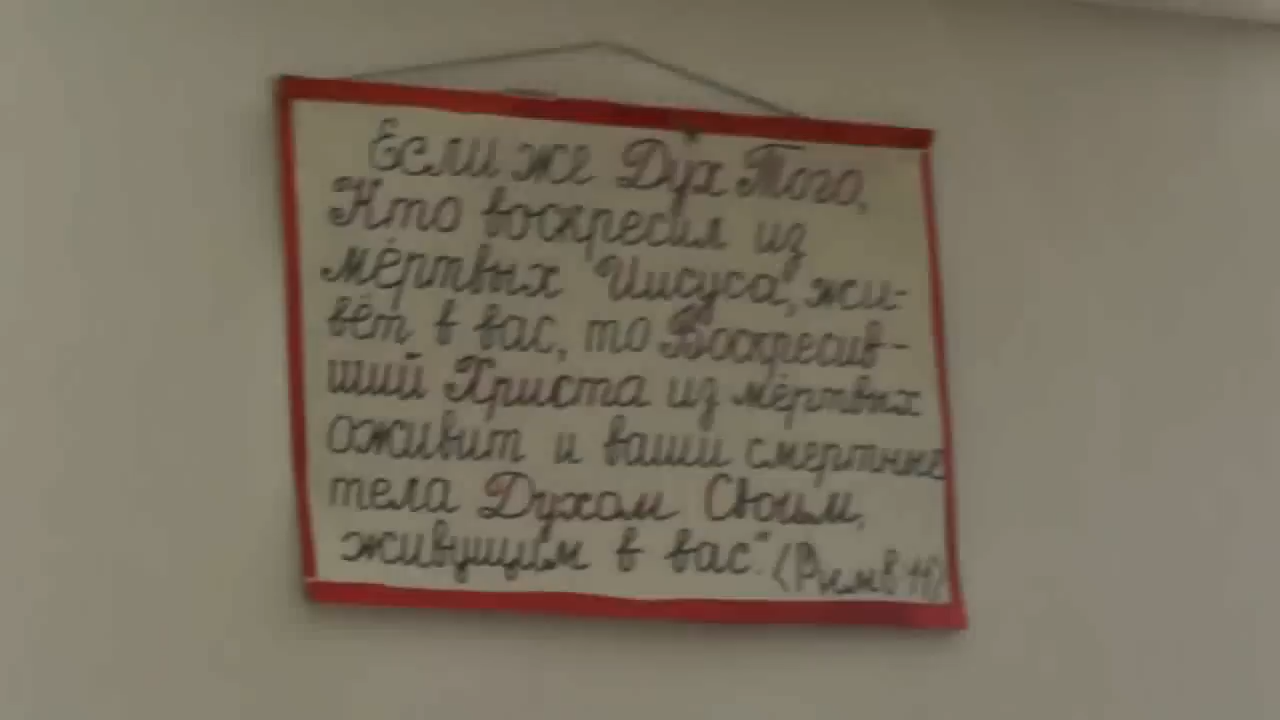 Если же Дух Того,
Кто воскресил из
мёртвых Иисуса, жи-
вёт в вас, то Воскресив-
ший Христа из мёртвых
оживит и ваши смертные
тела Духом Своим,
живущим в вас". (Рим 8 11)